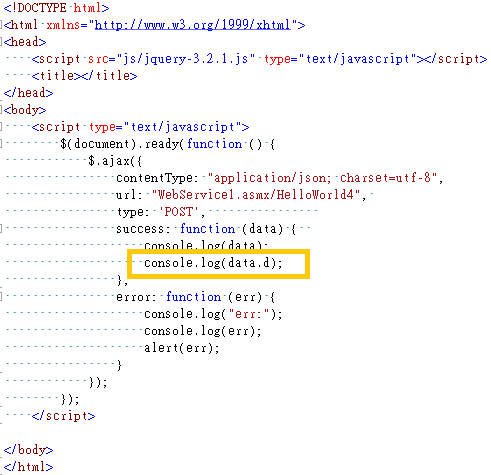 <!DOCTYPE html>
<html xmlns="http://www.w3.org/1999/xhtml">
<head>
    <script src="js/jquery-3.2.1.js" type="text/javascript"></script>
    <title></title>
</head>
<body>
    <script type="text/javascript">
        $(document).ready(function () {
            $.ajax({
                contentType: "application/json; charset=utf-8",
                url: "WebService1.asmx/HelloWorld4",
                type: 'POST',
                success: function (data) {
                    console.log(data);
                    console.log(data.d);
                },
                error: function (err) {
                    console.log("err:");
                    console.log(err);
                    alert(err);
                }
            });
        });
    </script>

</body>
</html>